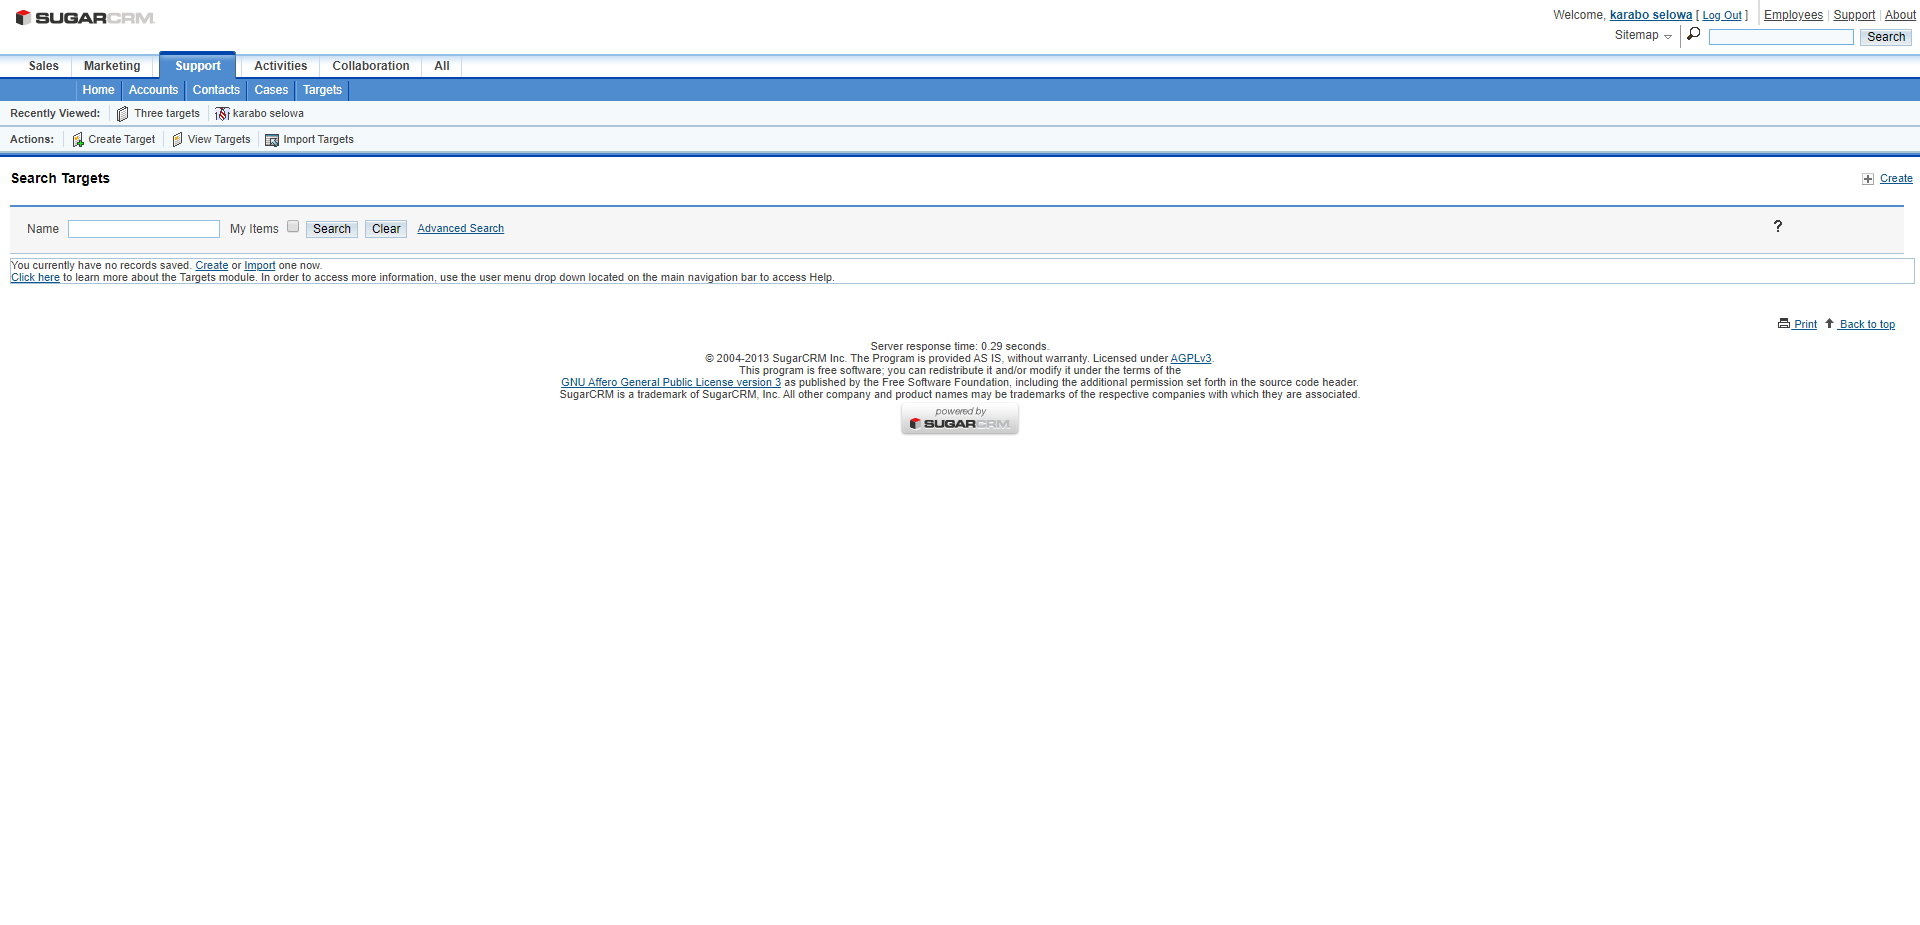 SUGARCRM
Welcome, karabo selowa [ Log Out ] Employees Support About
Sitemap Search
Sales Marketing Support Activities Collaboration All
Home Accounts Contacts Cases Targets
Recently Viewed: Three targets karabo selowa
Actions: Create Target View Targets Import Targets
Search Targets
Create
Name My Items Search Clear Advanced Search ?
You currently have no records saved. Create or Import one now.
Click here to learn more about the Targets module. In order to access more information, use the user menu drop down located on the main navigation bar to access Help.
Print Back to top
Server response time: 0.29 seconds.
© 2004-2013 SugarCRM Inc. The Program is provided AS IS, without warranty. Licensed under AGPLv3.
This program is free software; you can redistribute it and/or modify it under the terms of the
GNU Affero General Public License version 3 as published by the Free Software Foundation, including the additional permission set forth in the source code header.
SugarCRM is a trademark of SugarCRM, Inc. All other company and product names may be trademarks of the respective companies with which they are associated.
powered by
SUGARCRM